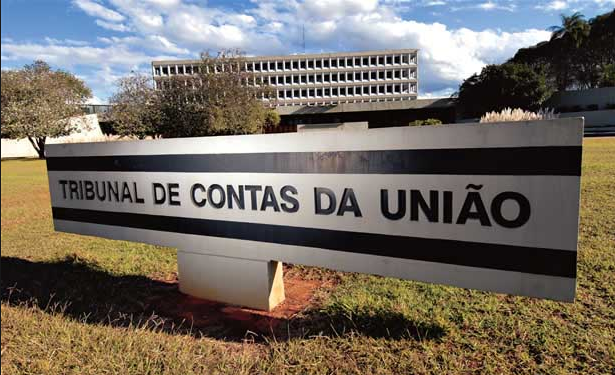 TRIBUNAL DE CONTAS DA UNIÃO